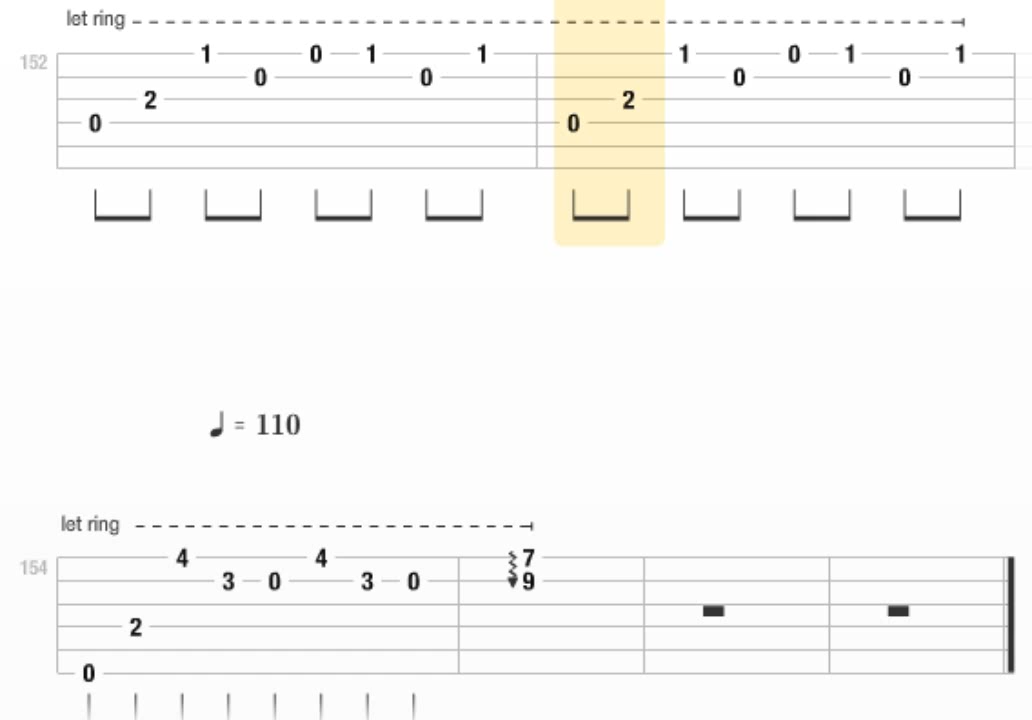 let ring
152
1 0 1 1 1 0 1 1
0 0 0 0
2 2
0 0
♩ = 110
let ring
154
4 4 7
3 0 3 0 9
2
0